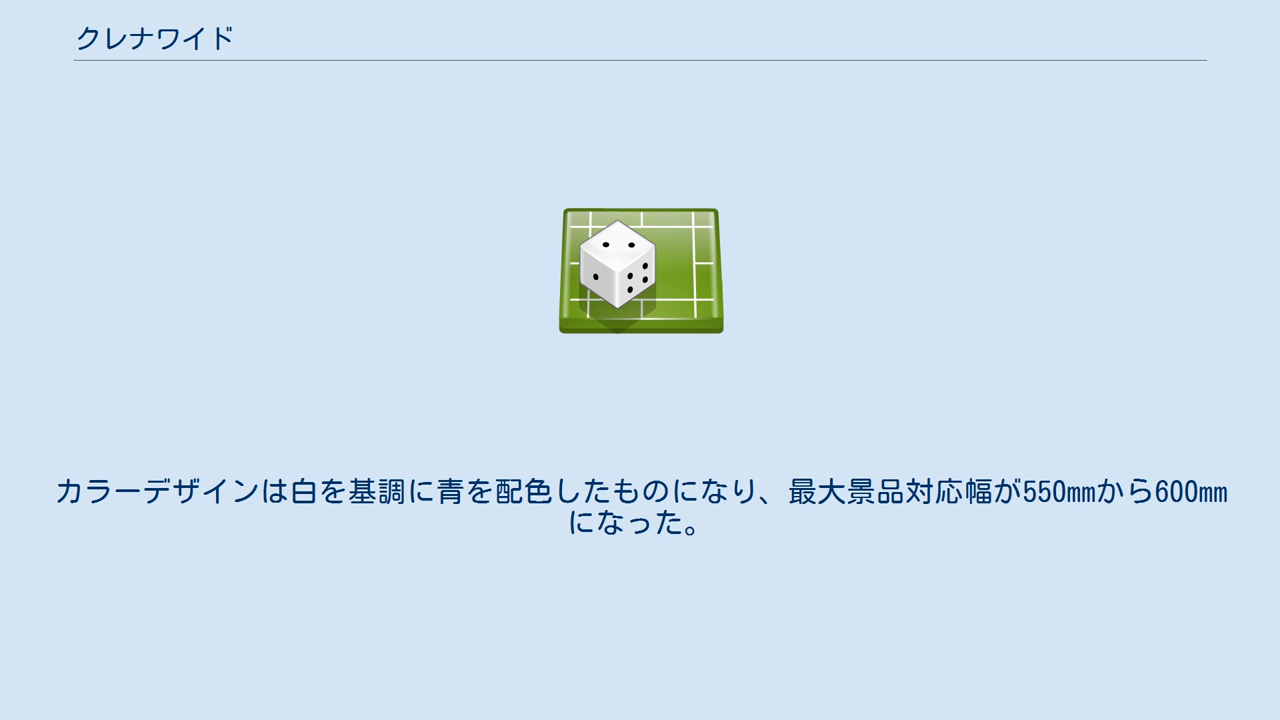 クレナワイド
カラーデザインは白を基調に青を配色したものになり、最大景品対応幅が550mmから600mm
になった。